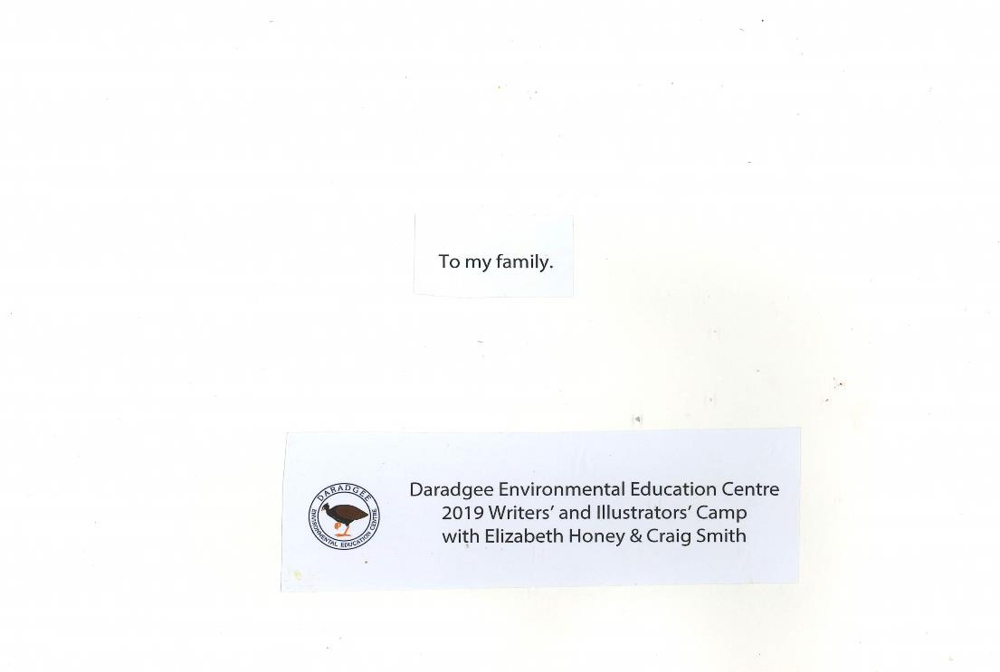 To my family.
DARADGEE
ENVIRONMENTAL EDUCATION CENTRE
Daradgee Environmental Education Centre
2019 Writers' and Illustrators' Camp
with Elizabeth Honey & Craig Smith